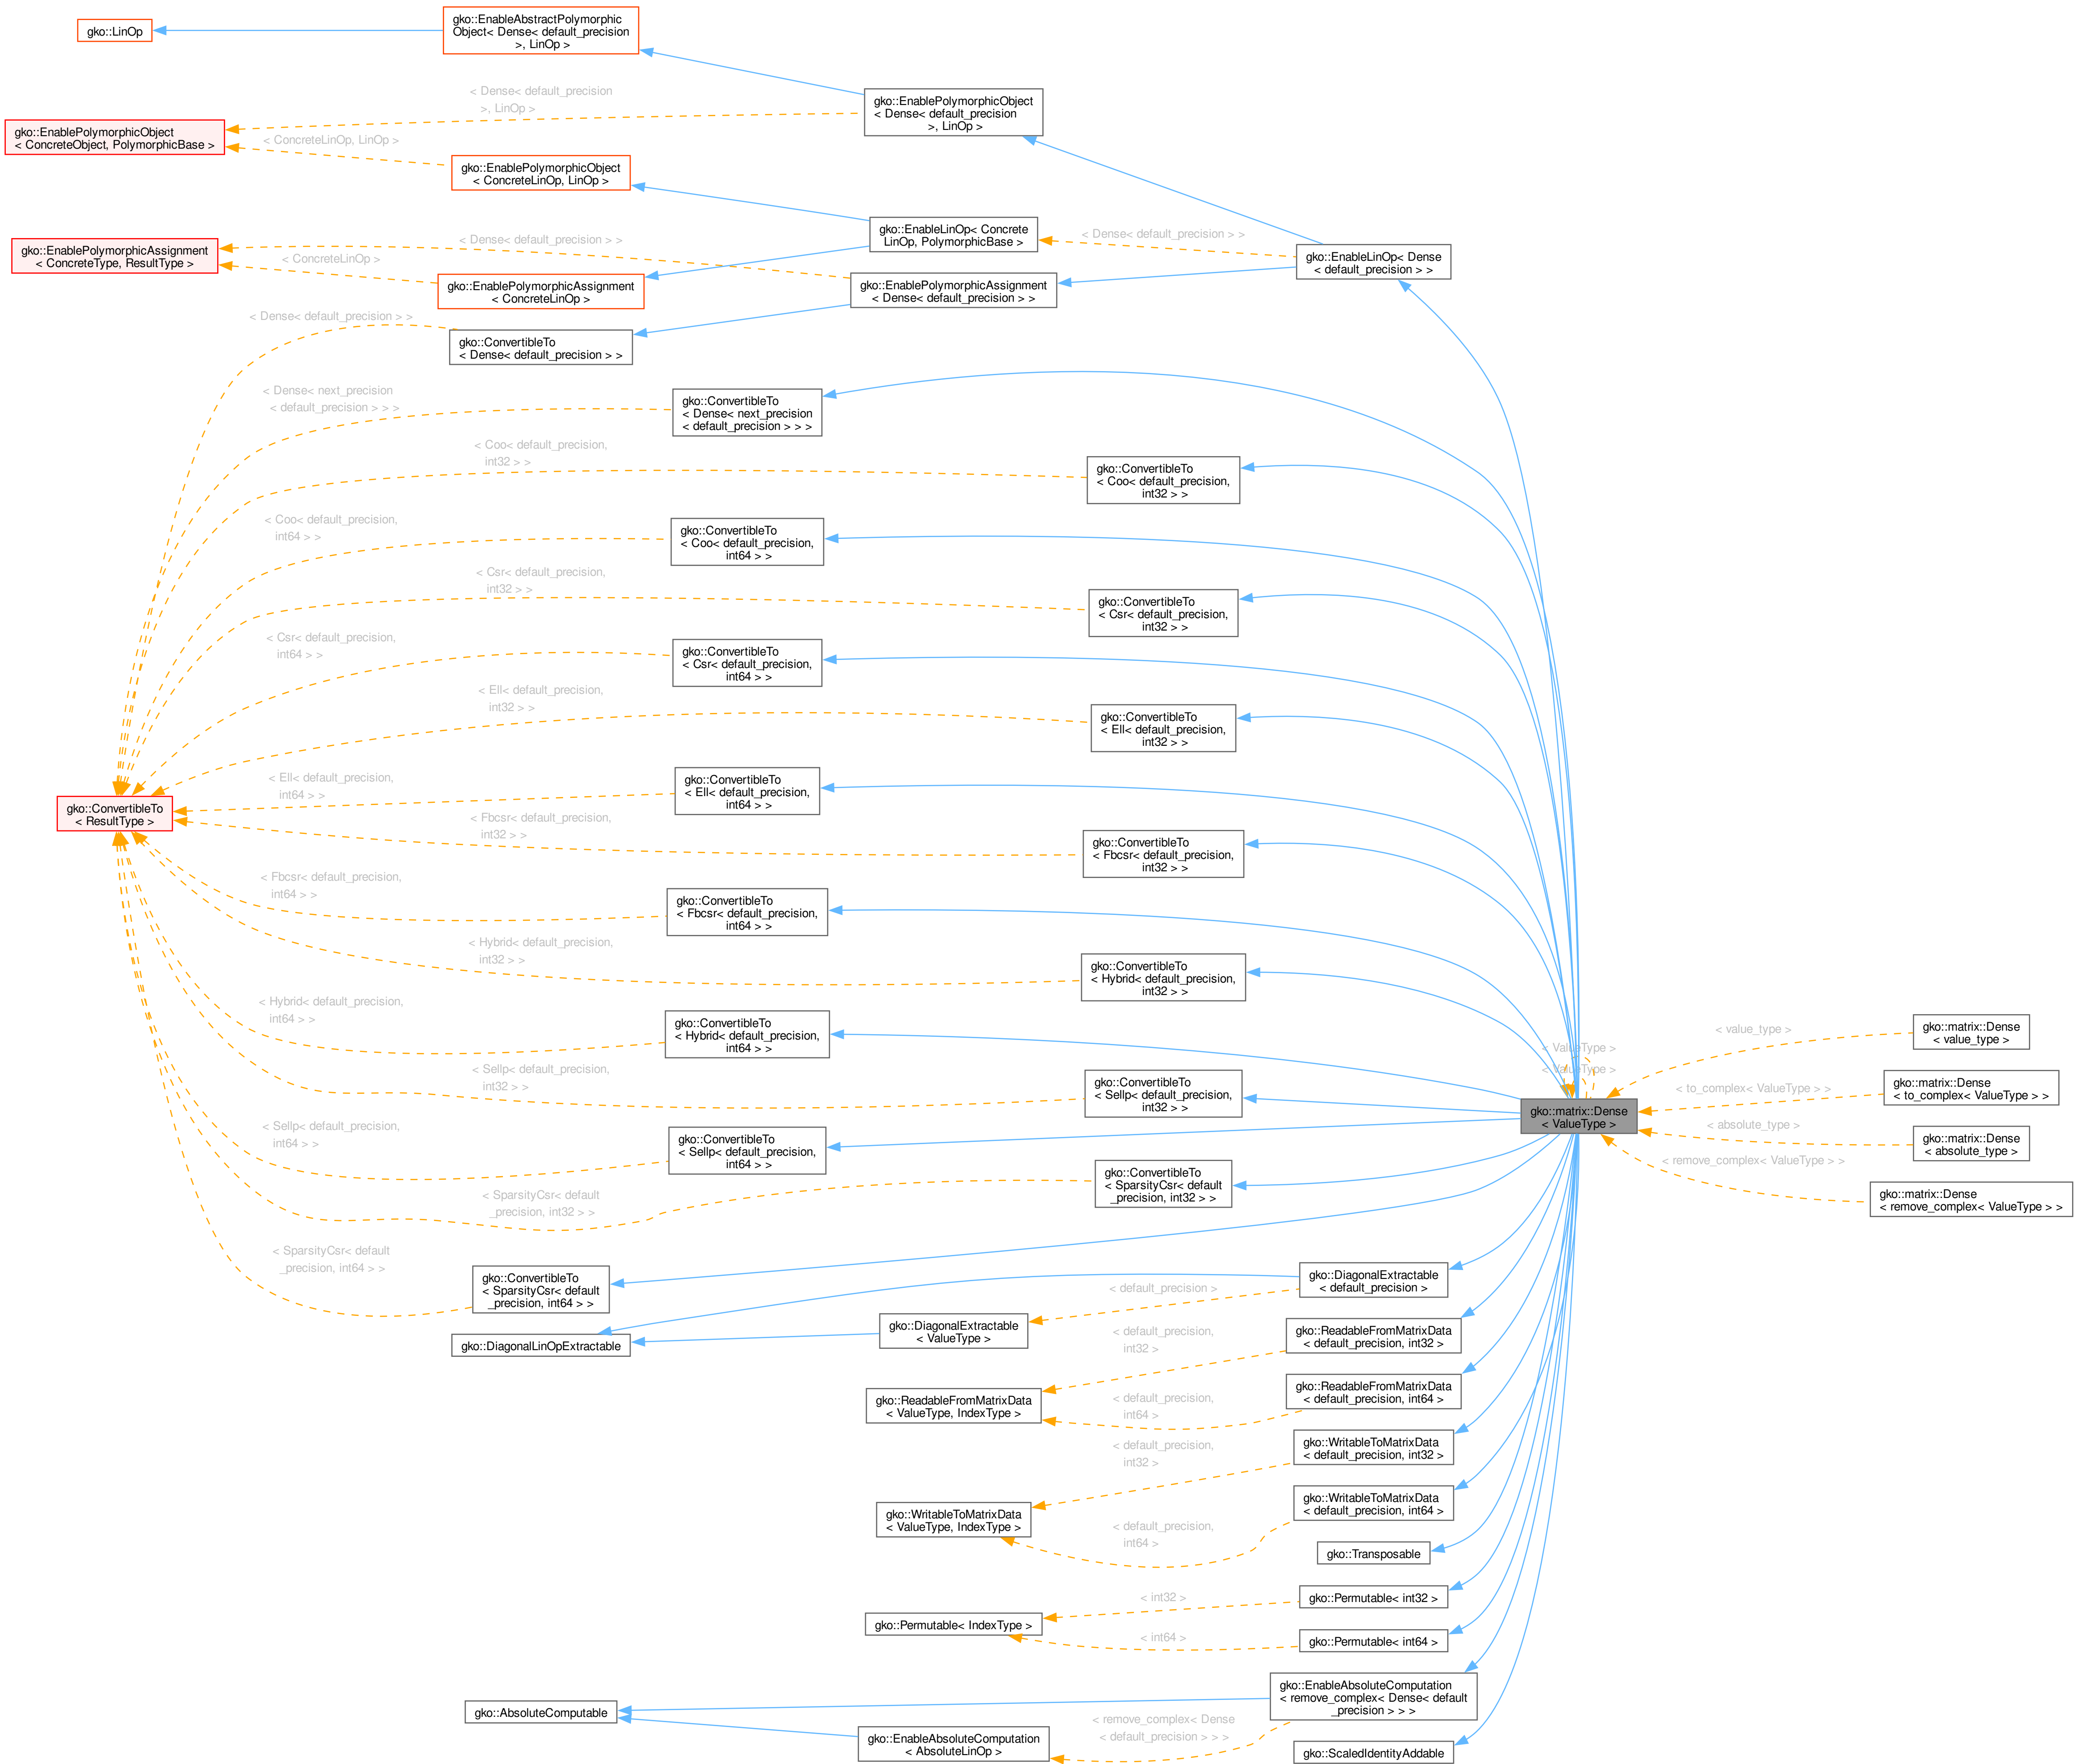 gko::LinOp
gko::EnableAbstractPolymorphic
Object< Dense< default_precision
>, LinOp >
< Dense< default_precision
>, LinOp >
gko::EnablePolymorphicObject
< Dense< default_precision
>, LinOp >
gko::EnablePolymorphicObject
< ConcreteObject, PolymorphicBase >
< ConcreteLinOp, LinOp >
gko::EnablePolymorphicObject
< ConcreteLinOp, LinOp >
gko::EnableLinOp< Concrete
LinOp, PolymorphicBase >
< Dense< default_precision > >
gko::EnableLinOp< Dense
< default_precision > >
gko::EnablePolymorphicAssignment
< ConcreteType, ResultType >
< Dense< default_precision > >
< ConcreteLinOp >
gko::EnablePolymorphicAssignment
< ConcreteLinOp >
gko::EnablePolymorphicAssignment
< Dense< default_precision > >
< Dense< default_precision > >
gko::ConvertibleTo
< Dense< default_precision > >
< Dense< next_precision
< default_precision > > >
gko::ConvertibleTo
< Dense< next_precision
< default_precision > > >
< Coo< default_precision,
int32 > >
gko::ConvertibleTo
< Coo< default_precision,
int32 > >
< Coo< default_precision,
int64 > >
gko::ConvertibleTo
< Coo< default_precision,
int64 > >
< Csr< default_precision,
int32 > >
gko::ConvertibleTo
< Csr< default_precision,
int32 > >
< Csr< default_precision,
int64 > >
gko::ConvertibleTo
< Csr< default_precision,
int64 > >
< Ell< default_precision,
int32 > >
gko::ConvertibleTo
< Ell< default_precision,
int32 > >
< Ell< default_precision,
int64 > >
gko::ConvertibleTo
< Ell< default_precision,
int64 > >
gko::ConvertibleTo
< ResultType >
< Fbcsr< default_precision,
int32 > >
gko::ConvertibleTo
< Fbcsr< default_precision,
int32 > >
< Fbcsr< default_precision,
int64 > >
gko::ConvertibleTo
< Fbcsr< default_precision,
int64 > >
< Hybrid< default_precision,
int32 > >
gko::ConvertibleTo
< Hybrid< default_precision,
int32 > >
< Hybrid< default_precision,
int64 > >
gko::ConvertibleTo
< Hybrid< default_precision,
int64 > >
< Sellp< default_precision,
int32 > >
gko::ConvertibleTo
< Sellp< default_precision,
int32 > >
< ValueType >
< ValueType >
gko::matrix::Dense
< ValueType >
< value_type >
gko::matrix::Dense
< value_type >
< to_complex< ValueType > >
gko::matrix::Dense
< to_complex< ValueType > >
< absolute_type >
gko::matrix::Dense
< absolute_type >
< remove_complex< ValueType > >
gko::matrix::Dense
< remove_complex< ValueType > >
< Sellp< default_precision,
int64 > >
gko::ConvertibleTo
< Sellp< default_precision,
int64 > >
< SparsityCsr< default
_precision, int32 > >
gko::ConvertibleTo
< SparsityCsr< default
_precision, int32 > >
< SparsityCsr< default
_precision, int64 > >
gko::ConvertibleTo
< SparsityCsr< default
_precision, int64 > >
< default_precision >
gko::DiagonalExtractable
< default_precision >
gko::DiagonalLinOpExtractable
gko::DiagonalExtractable
< ValueType >
< default_precision,
int32 >
gko::ReadableFromMatrixData
< default_precision, int32 >
gko::ReadableFromMatrixData
< ValueType, IndexType >
< default_precision,
int64 >
gko::ReadableFromMatrixData
< default_precision, int64 >
< default_precision,
int32 >
gko::WritableToMatrixData
< default_precision, int32 >
gko::WritableToMatrixData
< ValueType, IndexType >
< default_precision,
int64 >
gko::WritableToMatrixData
< default_precision, int64 >
gko::Transposable
< int32 >
gko::Permutable< int32 >
gko::Permutable< IndexType >
< int64 >
gko::Permutable< int64 >
gko::EnableAbsoluteComputation
< remove_complex< Dense< default
_precision > > >
gko::AbsoluteComputable
gko::EnableAbsoluteComputation
< AbsoluteLinOp >
< remove_complex< Dense
< default_precision > > >
gko::ScaledIdentityAddable